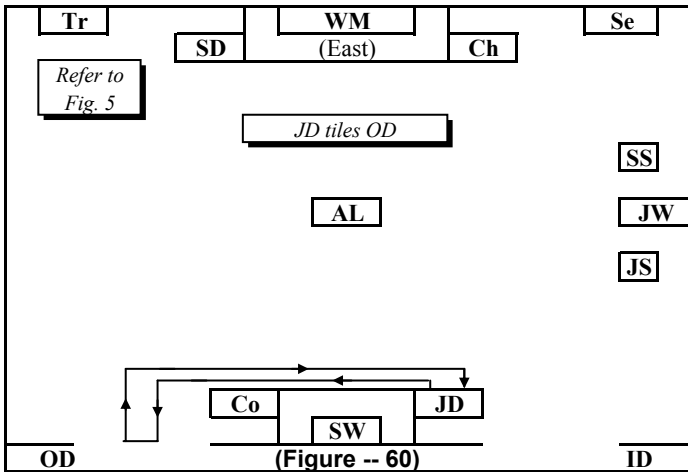 Tr WM Se
SD (East) Ch
Refer to
Fig. 5
JD tiles OD
SS
AL JW
JS
Co JD
SW
OD (Figure -- 60) ID